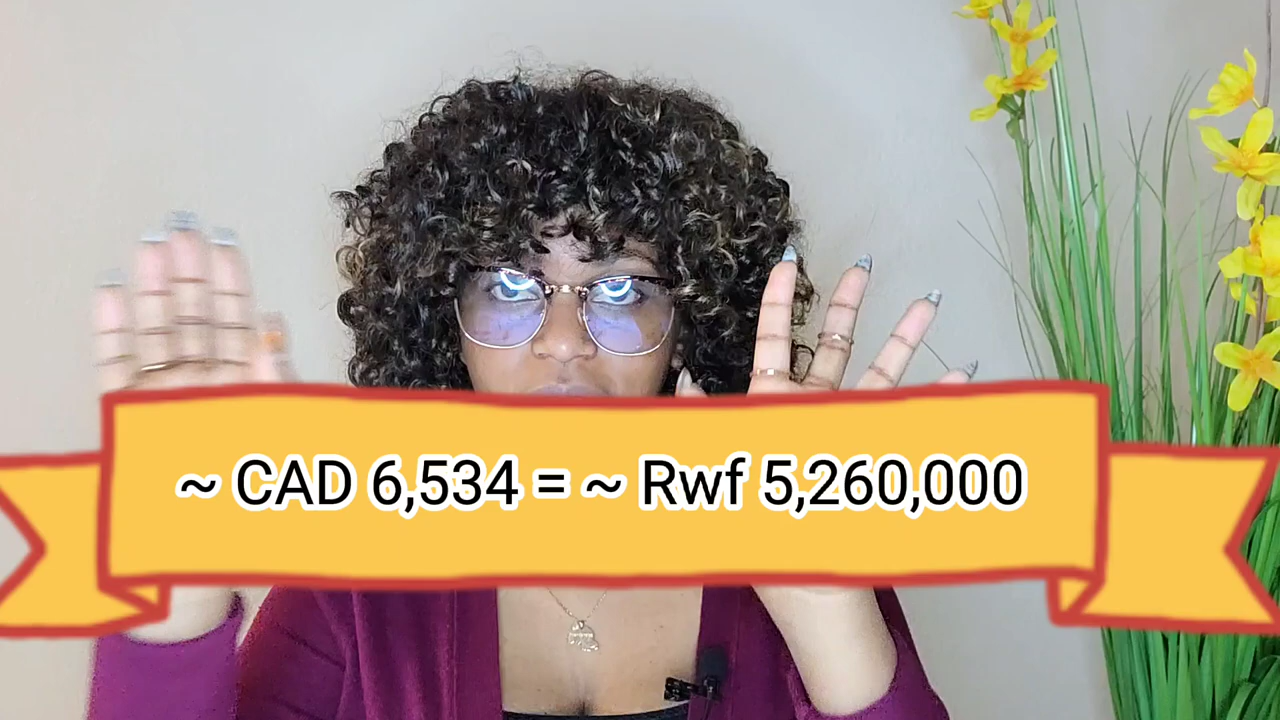 ~ CAD 6,534 = ~ Rwf 5,260,000